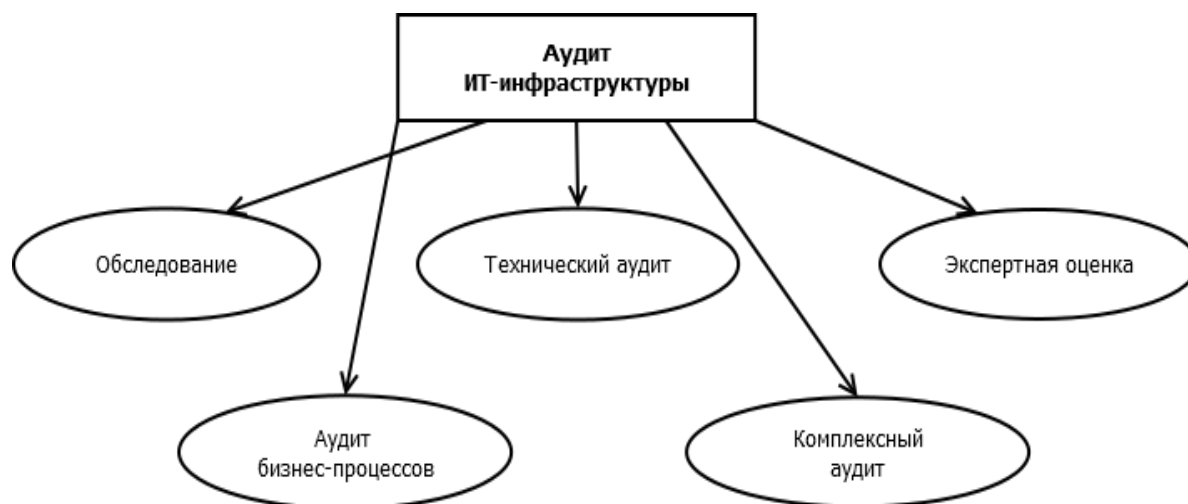 Аудит
ИТ-инфраструктуры
Обследование
Технический аудит
Экспертная оценка
Аудит
бизнес-процессов
Комплексный
аудит